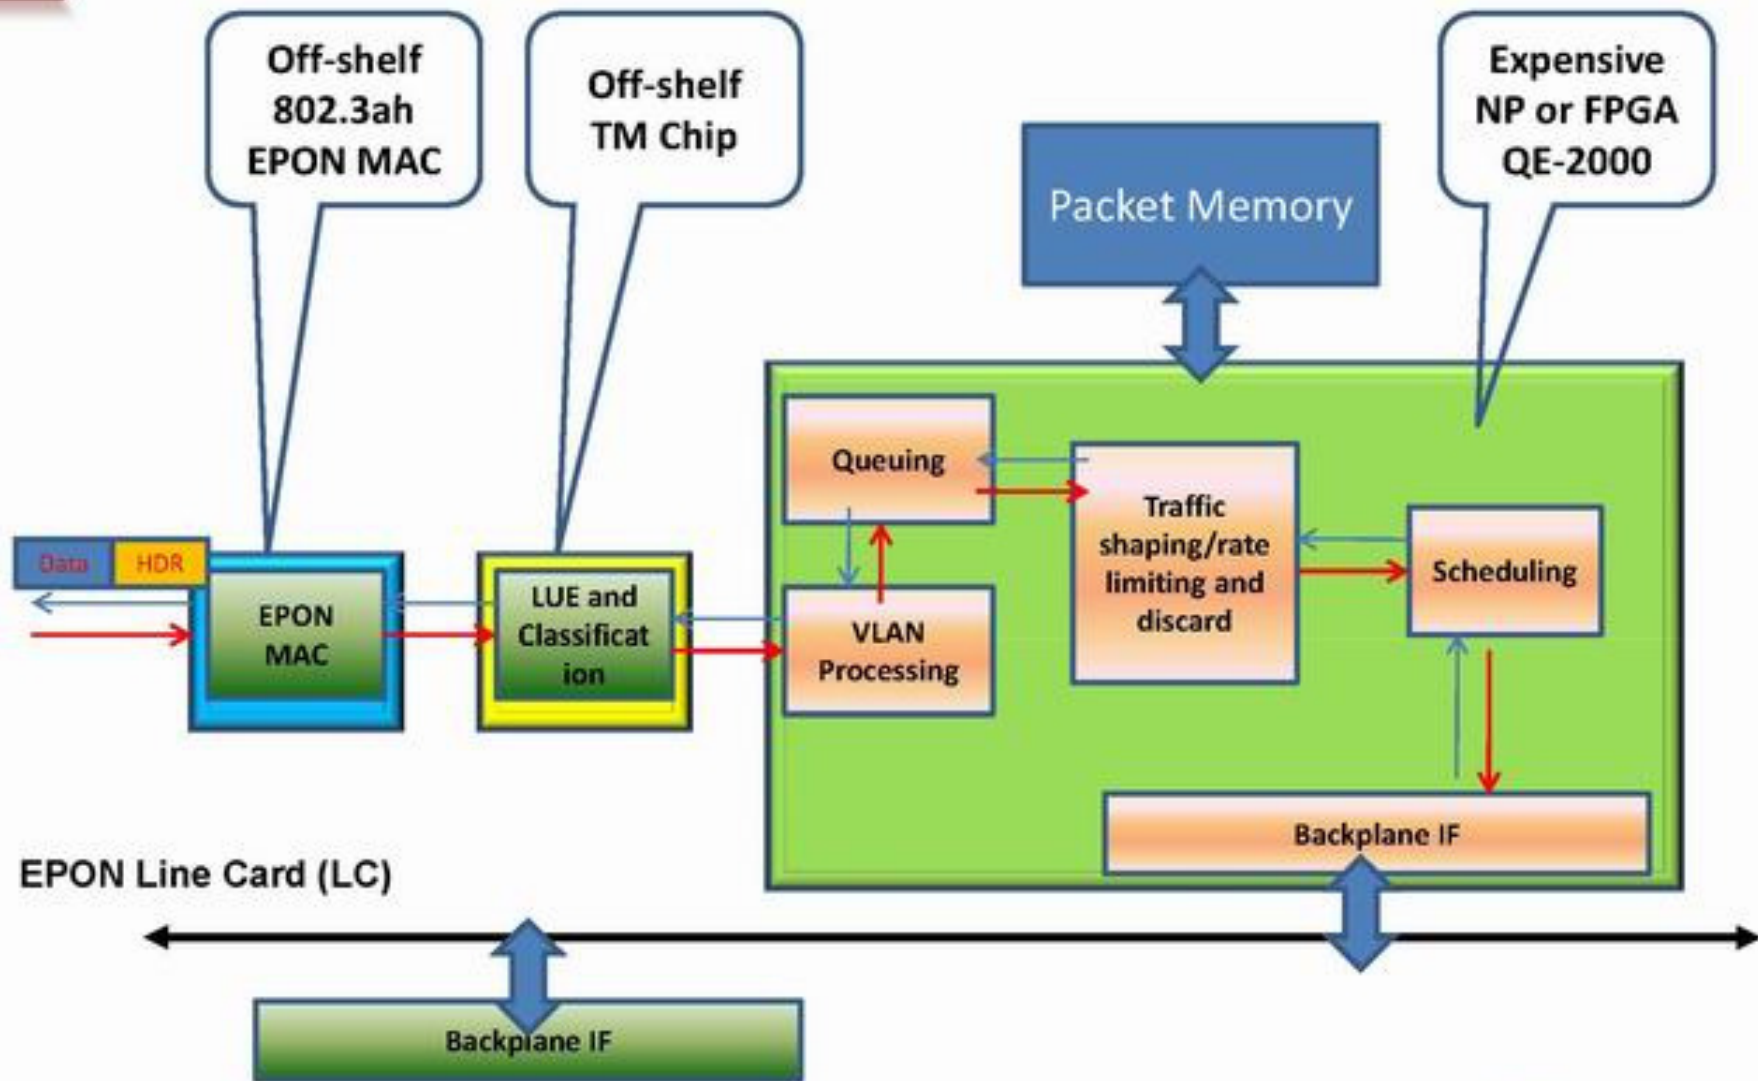 Off-shelf
802.3ah
EPON MAC
Off-shelf
TM Chip
Expensive
NP or FPGA
QE-2000
Packet Memory
Queuing
Traffic
shaping/rate
limiting and
discard
Scheduling
Data
HDR
EPON
MAC
LUE and
Classificat
ion
VLAN
Processing
Backplane IF
EPON Line Card (LC)
Backplane IF